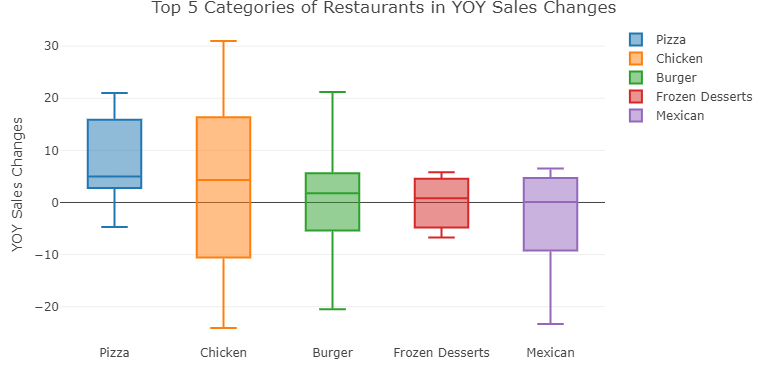 Top 5 Categories of Restaurants in YOY Sales Changes
Pizza
Chicken
Burger
Frozen Desserts
Mexican
YOY Sales Changes
30
20
10
0
−10
−20
Pizza Chicken Burger Frozen Desserts Mexican